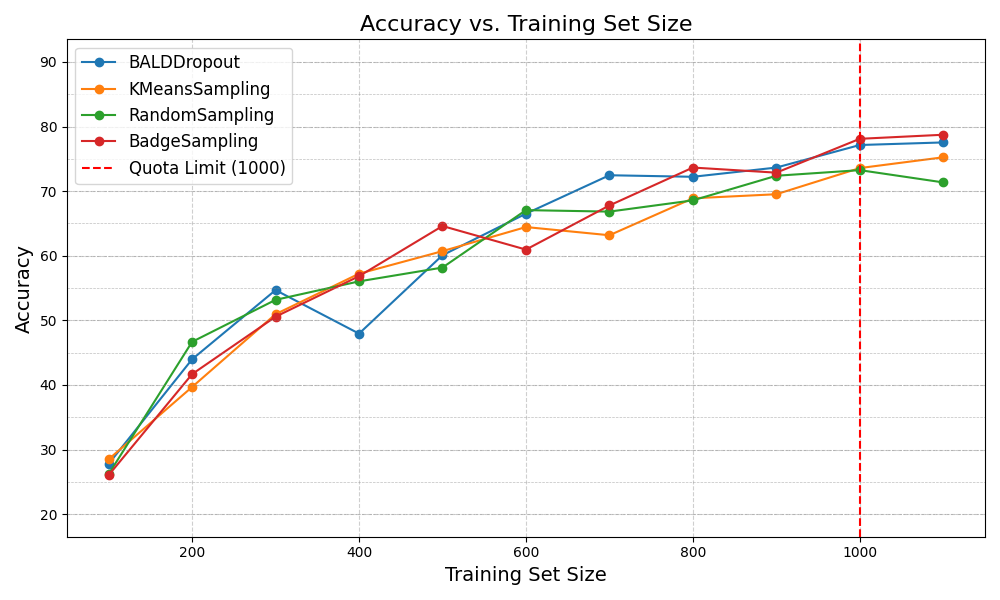 Accuracy vs. Training Set Size
BALDDropout
KMeansSampling
RandomSampling
BadgeSampling
Quota Limit (1000)
Accuracy
90
80
70
60
50
40
30
20
200 400 600 800 1000
Training Set Size